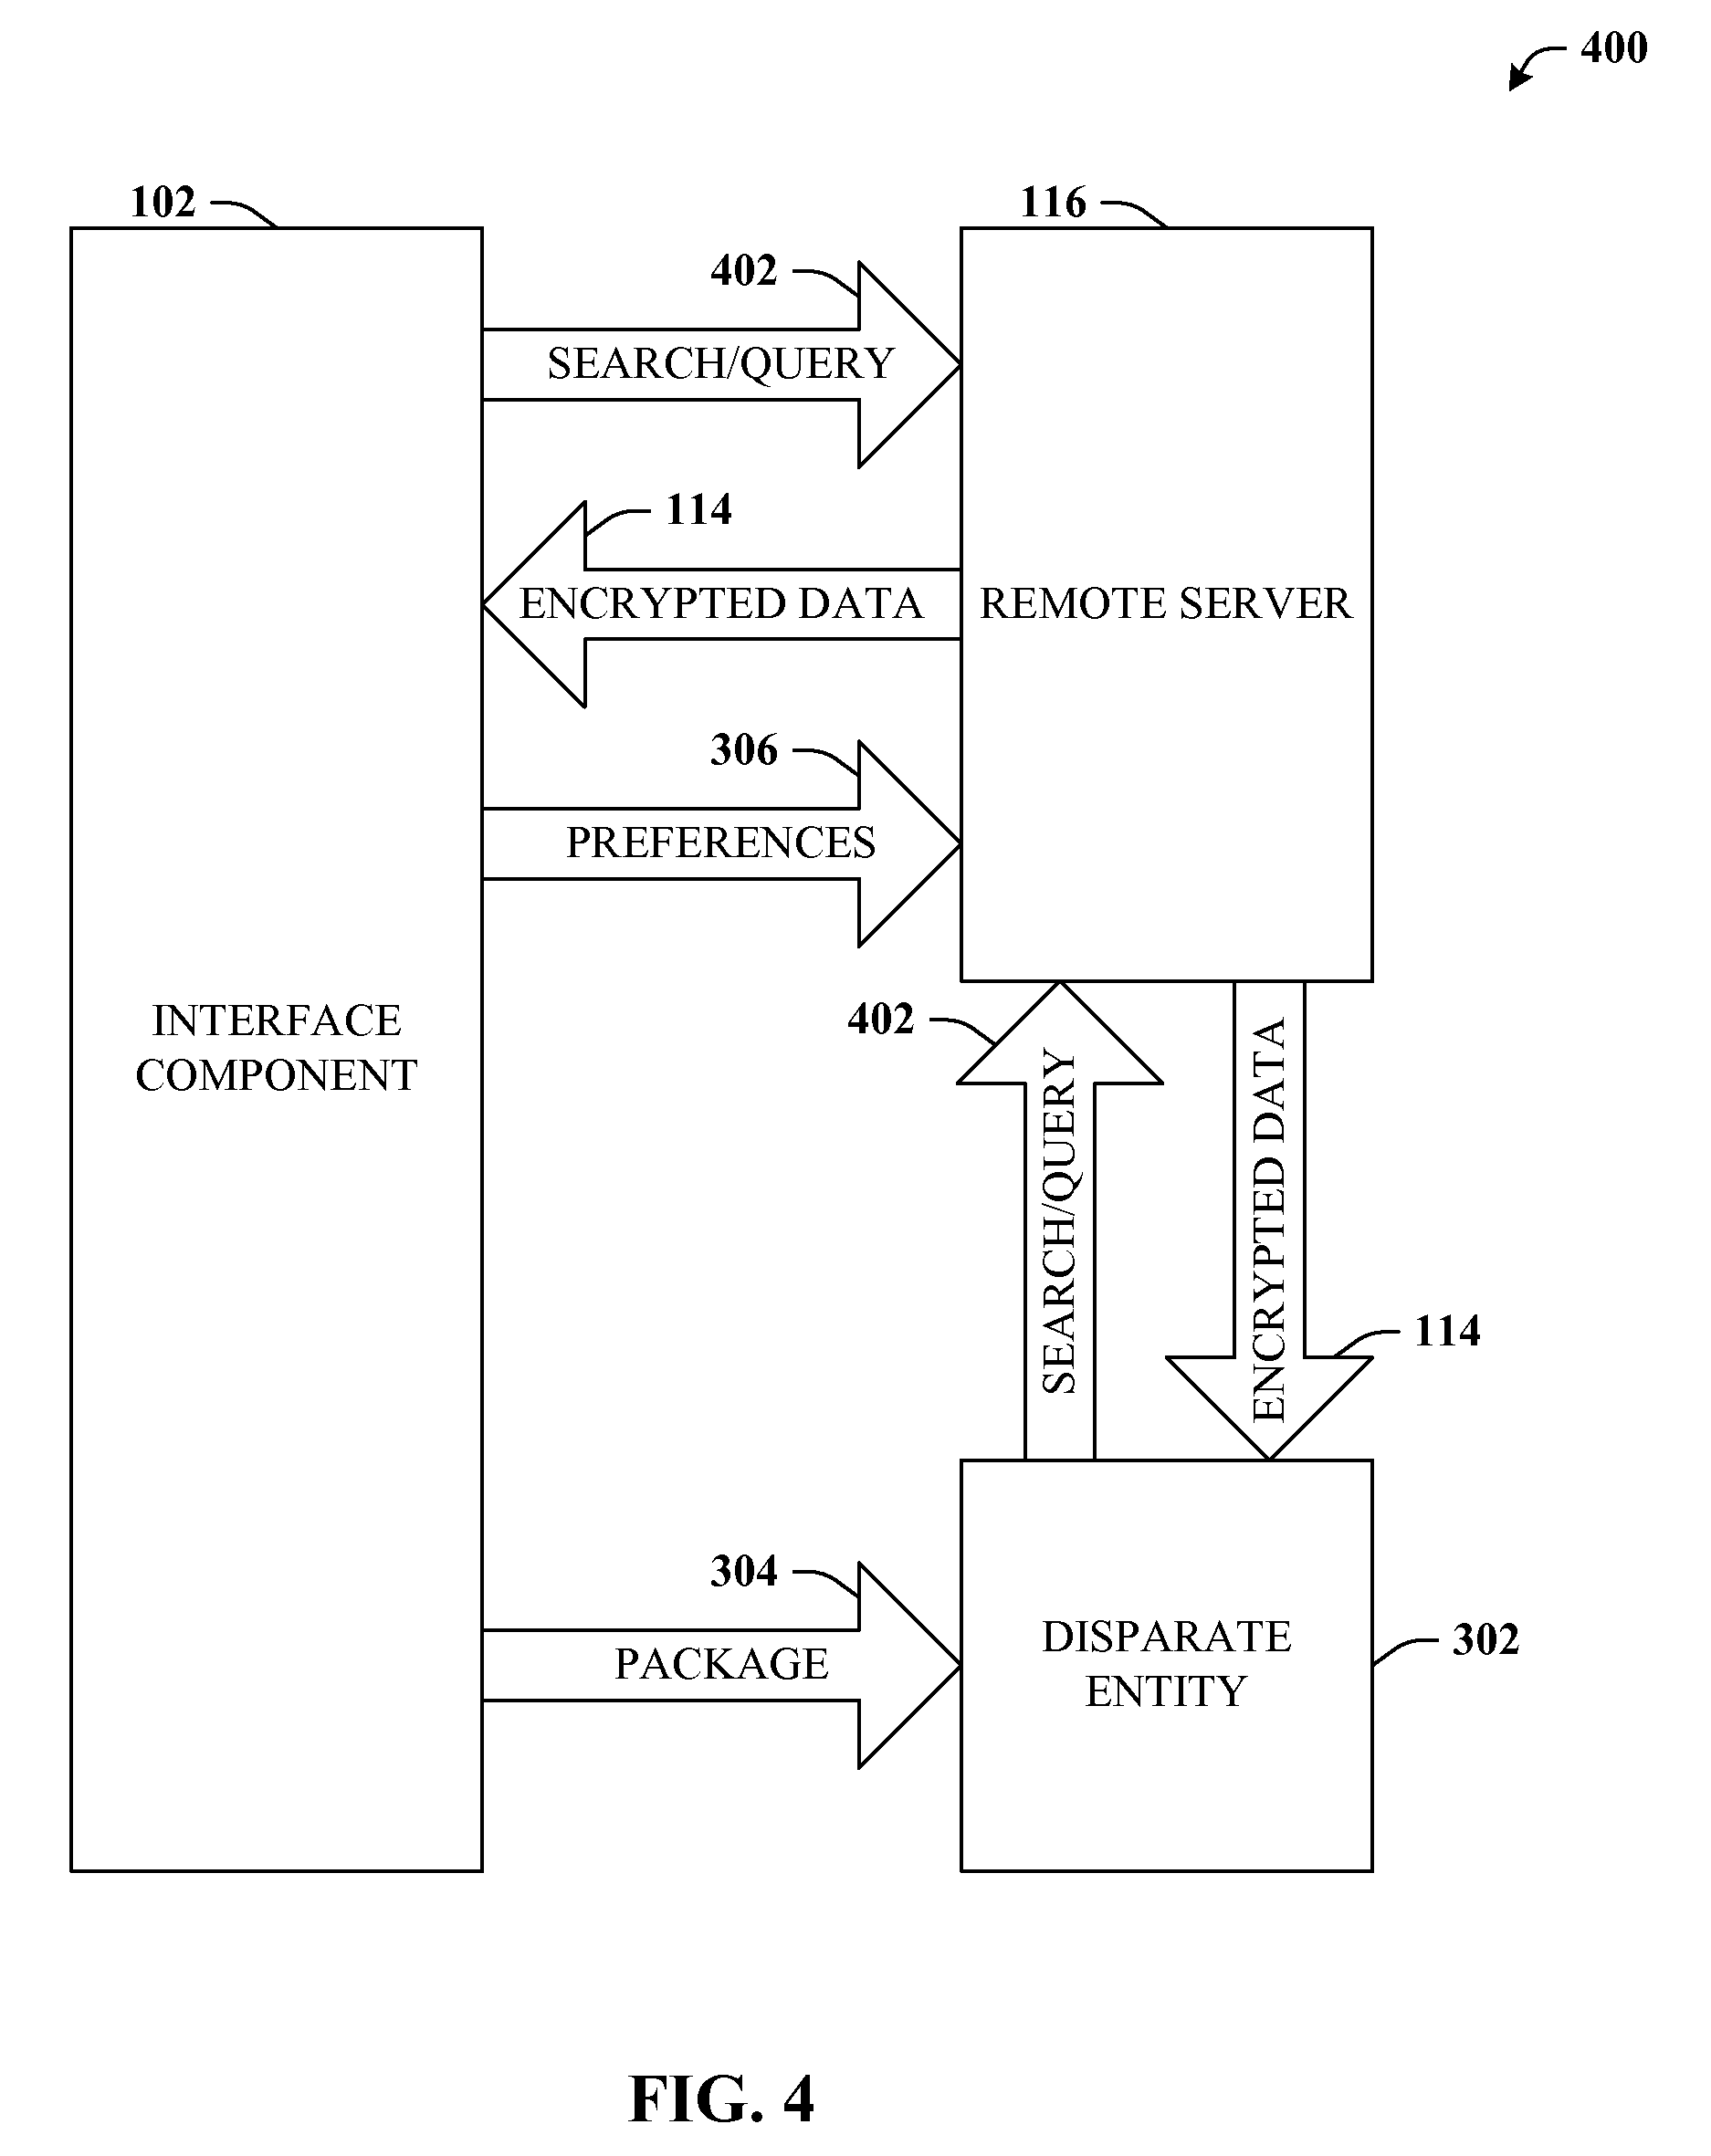 400
102
116
402
SEARCH/QUERY
114
ENCRYPTED DATA
REMOTE SERVER
306
PREFERENCES
INTERFACE
COMPONENT
402
SEARCH/QUERY
ENCRYPTED DATA
114
304
PACKAGE
DISPARATE
ENTITY
302
FIG. 4